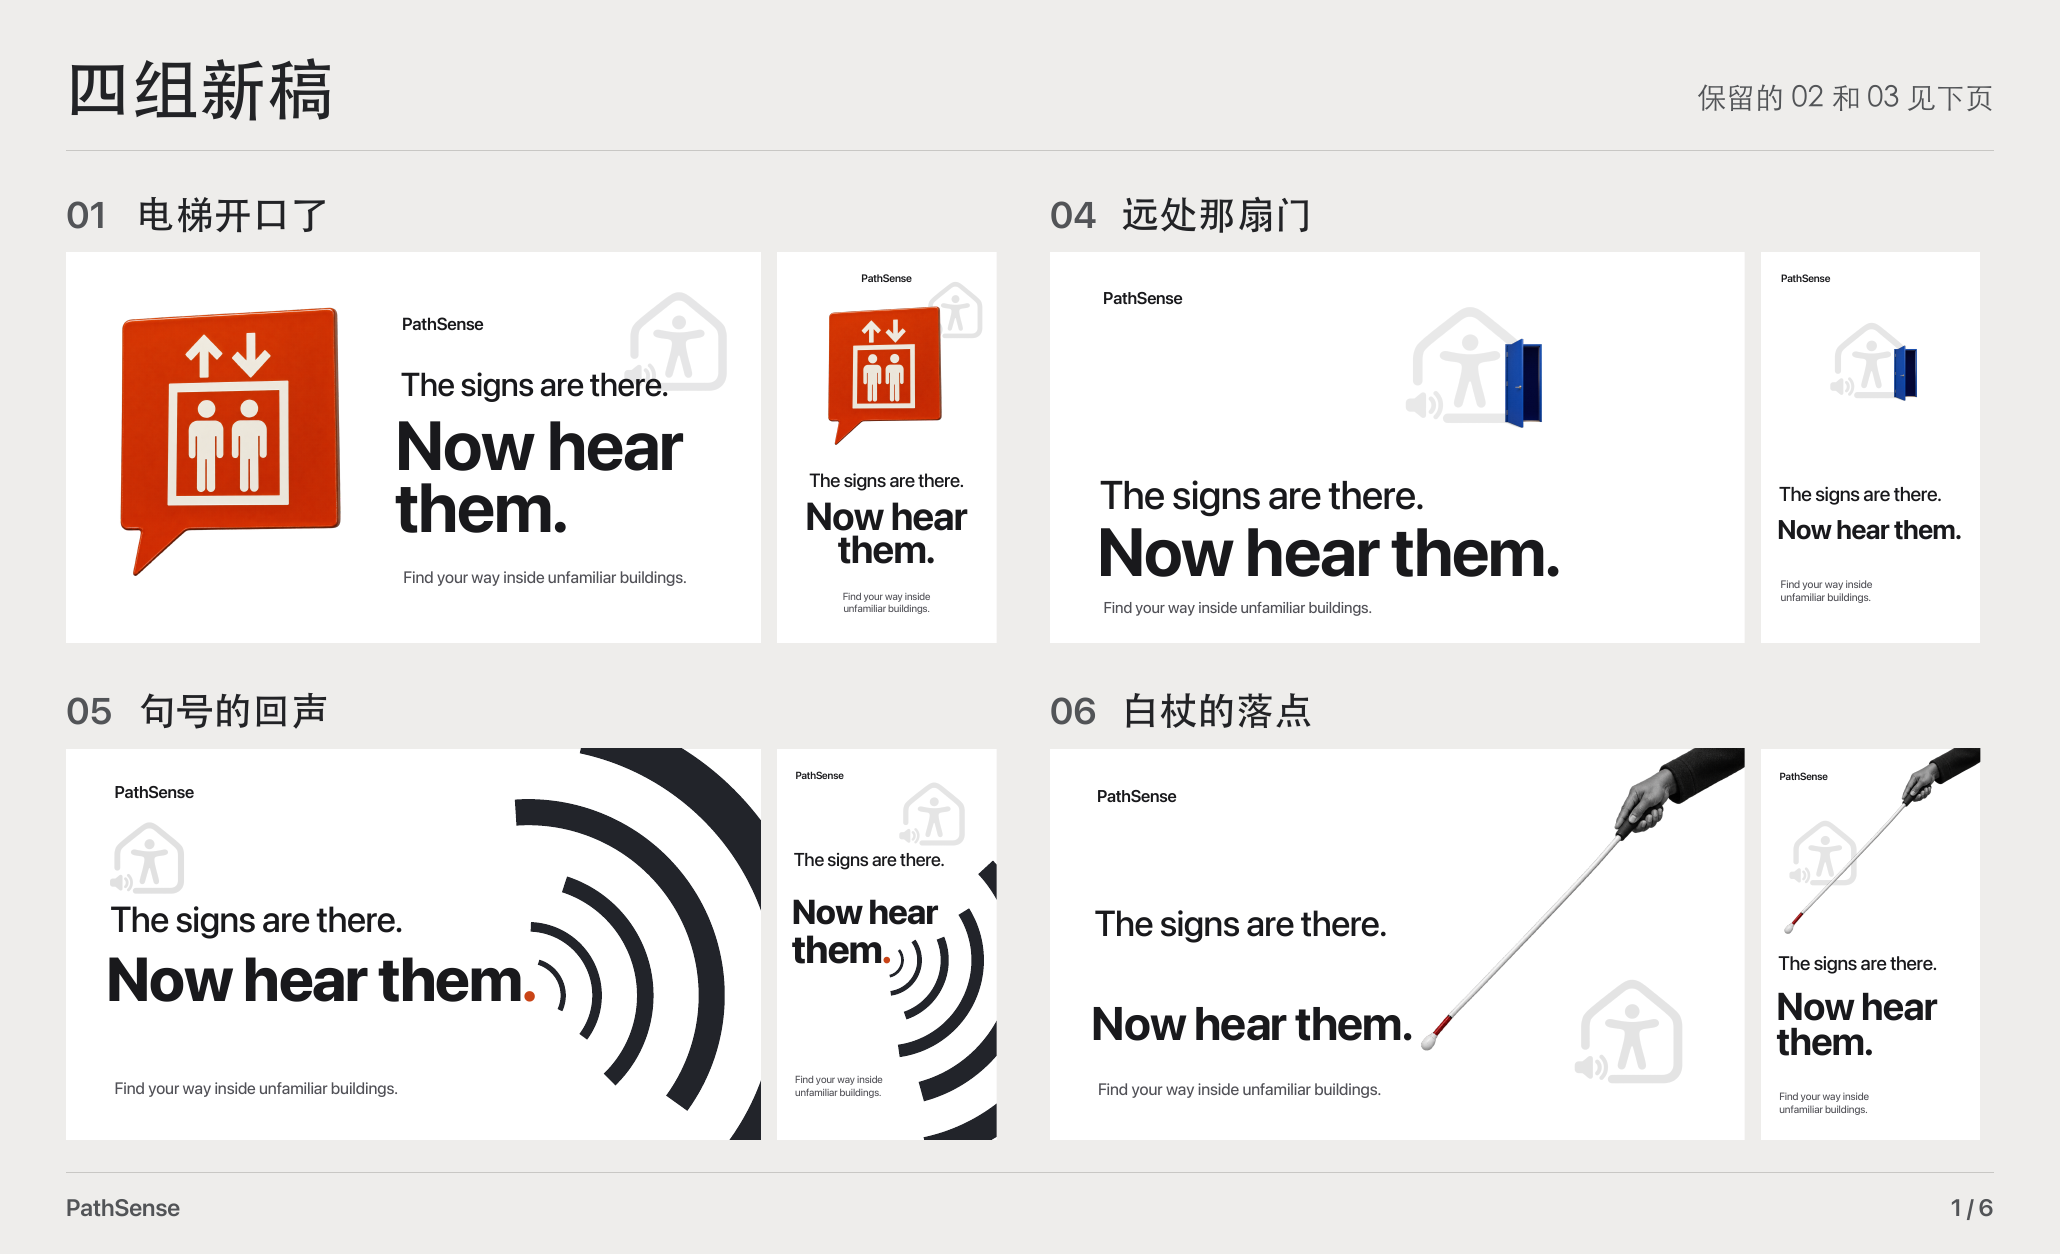 四组新稿
保留的 02 和 03 见下页
01 电梯开口了
PathSense
The signs are there.
Now hear
them.
Find your way inside unfamiliar buildings.
PathSense
The signs are there.
Now hear
them.
Find your way inside
unfamiliar buildings.
04 远处那扇门
PathSense
The signs are there.
Now hear them.
Find your way inside unfamiliar buildings.
PathSense
The signs are there.
Now hear them.
Find your way inside
unfamiliar buildings.
05 句号的回声
PathSense
The signs are there.
Now hear them.
Find your way inside unfamiliar buildings.
PathSense
The signs are there.
Now hear
them.
Find your way inside
unfamiliar buildings.
06 白杖的落点
PathSense
The signs are there.
Now hear them.
Find your way inside unfamiliar buildings.
PathSense
The signs are there.
Now hear
them.
Find your way inside
unfamiliar buildings.
PathSense
1 / 6